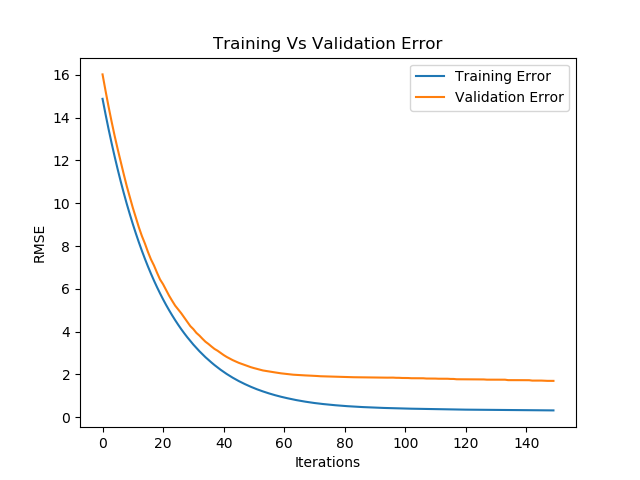 Training Vs Validation Error
Training Error
Validation Error
16
14
12
10
8
6
4
2
0
RMSE
0 20 40 60 80 100 120 140
Iterations